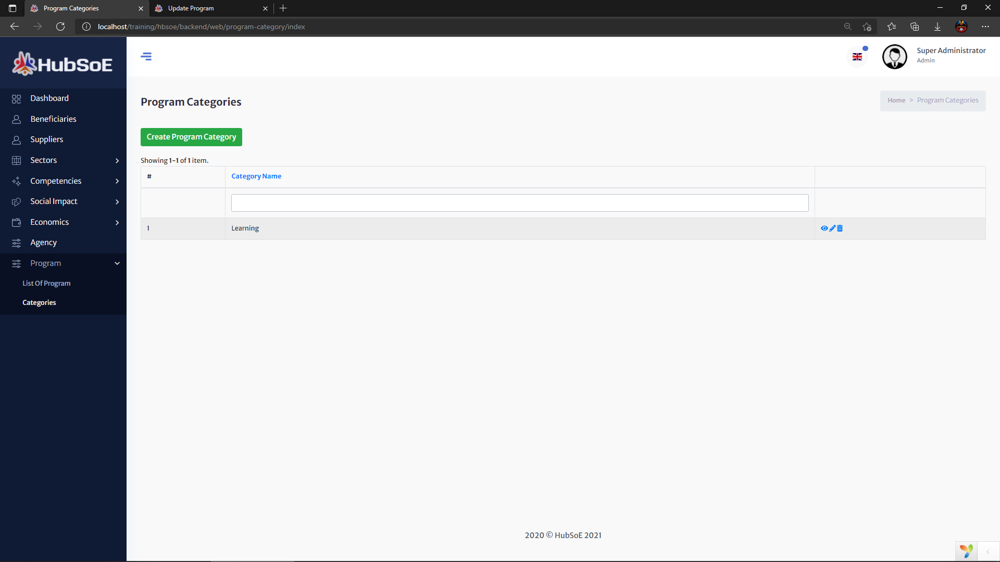 Program Categories
Update Program
localhost/training/hbsoe/backend/web/program-category/index
HubSoE
Super Administrator
Admin
Dashboard
Beneficiaries
Suppliers
Sectors
Competencies
Social Impact
Economics
Agency
Program
List Of Program
Categories
Program Categories
Home > Program Categories
Create Program Category
Showing 1-1 of 1 item.
# Category Name
1 Learning
2020 © HubSoE 2021